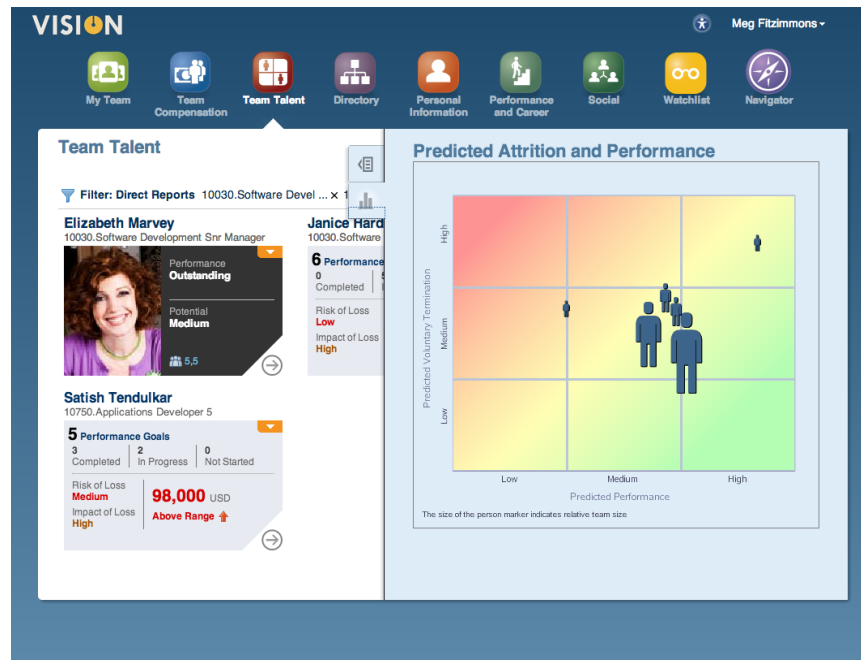 VISION
Meg Fitzimmons
My Team
Team Compensation
Team Talent
Directory
Personal Information
Performance and Career
Social
Watchlist
Navigator
Team Talent
Filter: Direct Reports 10030.Software Devel ... × 1
Elizabeth Marvey
10030.Software Development Snr Manager
Performance
Outstanding
Potential
Medium
5,5
Janice Hard
10030.Software
6 Performance
0
Completed
Risk of Loss
Low
Impact of Loss
High
Satish Tendulkar
10750.Applications Developer 5
5 Performance Goals
3 2 0
Completed In Progress Not Started
Risk of Loss
Medium
Impact of Loss
High
98,000 USD
Above Range
Predicted Attrition and Performance
Predicted Voluntary Termination
High
Medium
Low
Low Medium High
Predicted Performance
The size of the person marker indicates relative team size